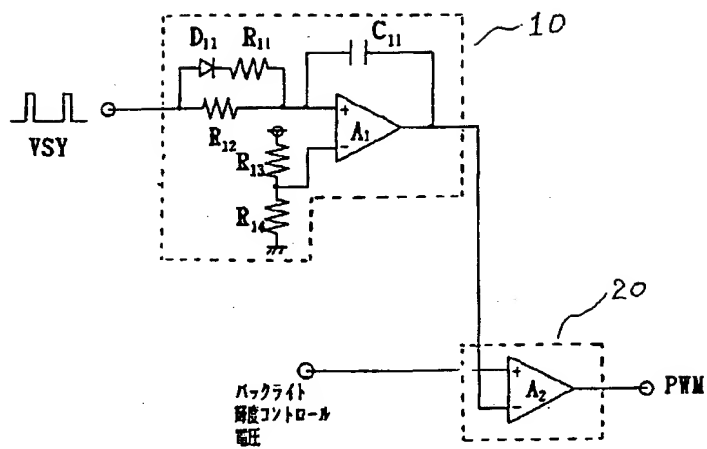 10
D₁₁
R₁₁
C₁₁
VSY
R₁₂
+
A₁
-
R₁₃
R₁₄
20
バックライト
輝度コントロール
電圧
+
A₂
-
PWM